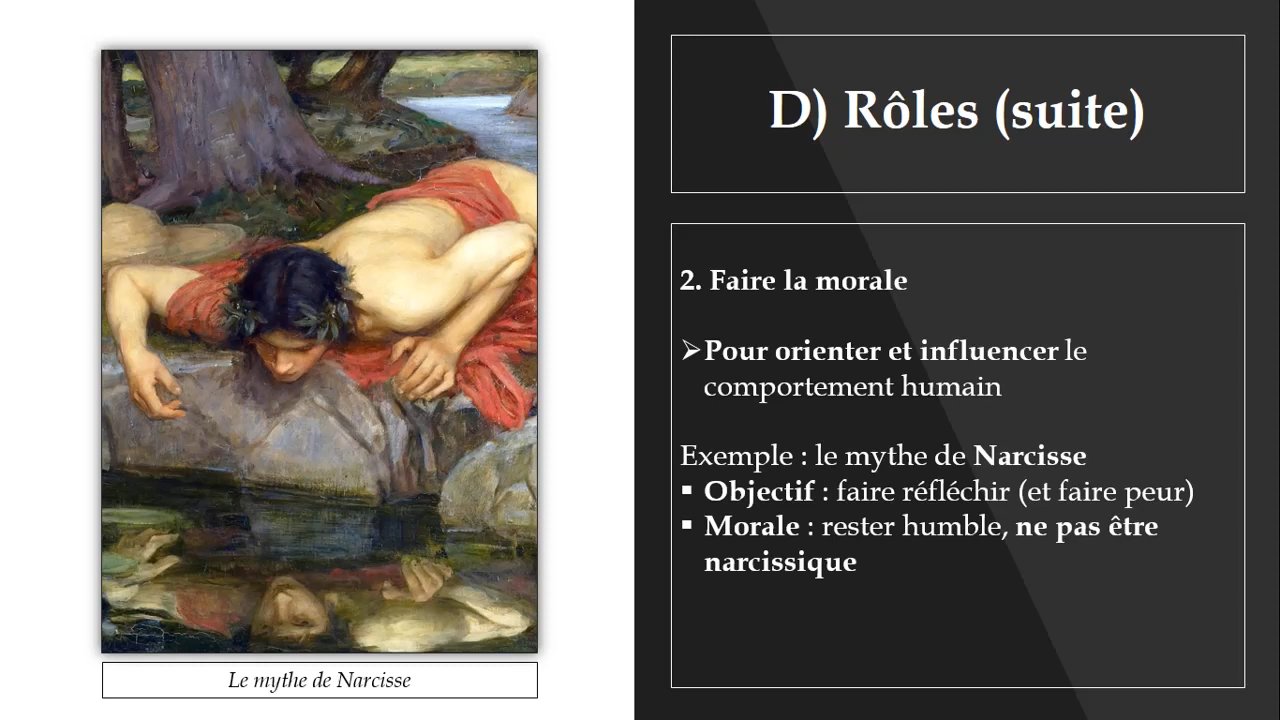 D) Rôles (suite)
2. Faire la morale
➢Pour orienter et influencer le
comportement humain
Exemple : le mythe de Narcisse
▪ Objectif : faire réfléchir (et faire peur)
▪ Morale : rester humble, ne pas être
narcissique
Le mythe de Narcisse